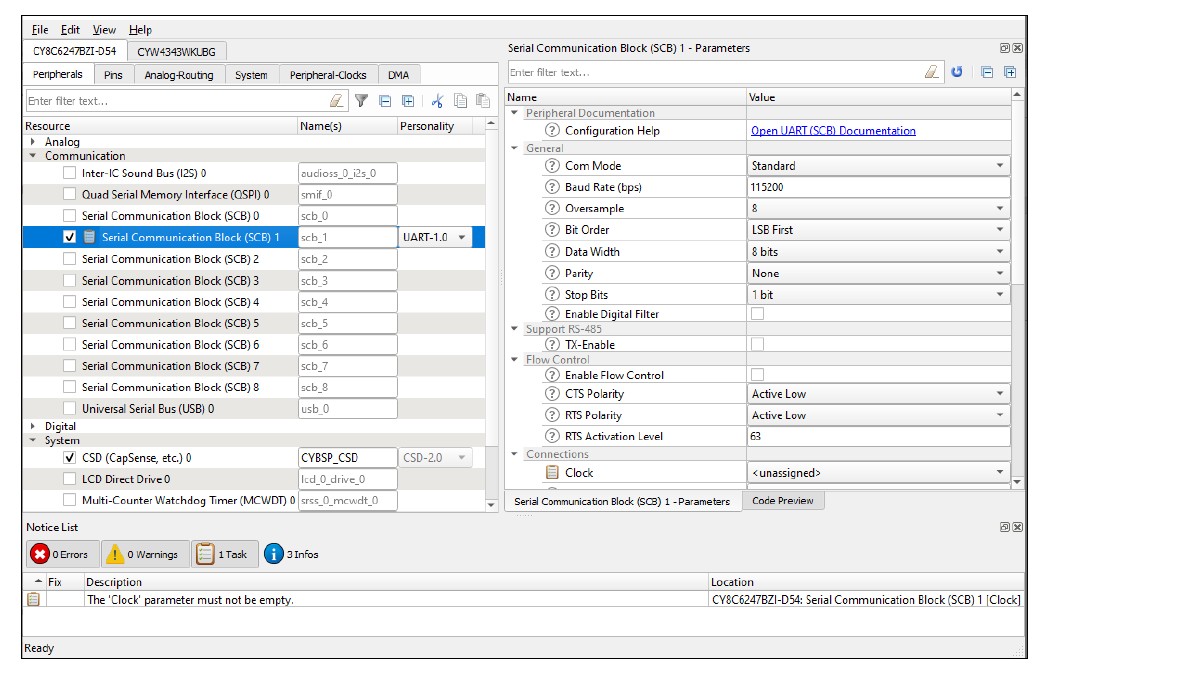 File Edit View Help
CY8C6247BZI-D54 CYW4343WKUBG
Peripherals Pins Analog-Routing System Peripheral-Clocks DMA
Enter filter text...
Resource Name(s) Personality
Analog
Communication
Inter-IC Sound Bus (I2S) 0 audioss_0_i2s_0
Quad Serial Memory Interface (QSPI) 0 smif_0
Serial Communication Block (SCB) 0 scb_0
Serial Communication Block (SCB) 1 scb_1 UART-1.0
Serial Communication Block (SCB) 2 scb_2
Serial Communication Block (SCB) 3 scb_3
Serial Communication Block (SCB) 4 scb_4
Serial Communication Block (SCB) 5 scb_5
Serial Communication Block (SCB) 6 scb_6
Serial Communication Block (SCB) 7 scb_7
Serial Communication Block (SCB) 8 scb_8
Universal Serial Bus (USB) 0 usb_0
Digital
System
CSD (CapSense, etc.) 0 CYBSP_CSD CSD-2.0
LCD Direct Drive 0 lcd_0_drive_0
Multi-Counter Watchdog Timer (MCWDT) 0 srss_0_mcwdt_0
Serial Communication Block (SCB) 1 - Parameters
Enter filter text...
Name Value
Peripheral Documentation
Configuration Help Open UART (SCB) Documentation
General
Com Mode Standard
Baud Rate (bps) 115200
Oversample 8
Bit Order LSB First
Data Width 8 bits
Parity None
Stop Bits 1 bit
Enable Digital Filter
Support RS-485
TX-Enable
Flow Control
Enable Flow Control
CTS Polarity Active Low
RTS Polarity Active Low
RTS Activation Level 63
Connections
Clock <unassigned>
Serial Communication Block (SCB) 1 - Parameters Code Preview
Notice List
0 Errors 0 Warnings 1 Task 3 Infos
Fix Description Location
The 'Clock' parameter must not be empty. CY8C6247BZI-D54: Serial Communication Block (SCB) 1 [Clock]
Ready